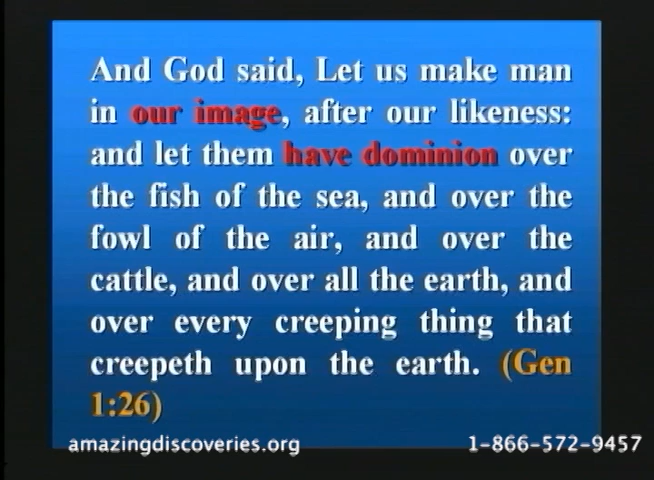 And God said, Let us make man
in our image, after our likeness:
and let them have dominion over
the fish of the sea, and over the
fowl of the air, and over the
cattle, and over all the earth, and
over every creeping thing that
creepeth upon the earth. (Gen
1:26)
amazingdiscoveries.org
1-866-572-9457